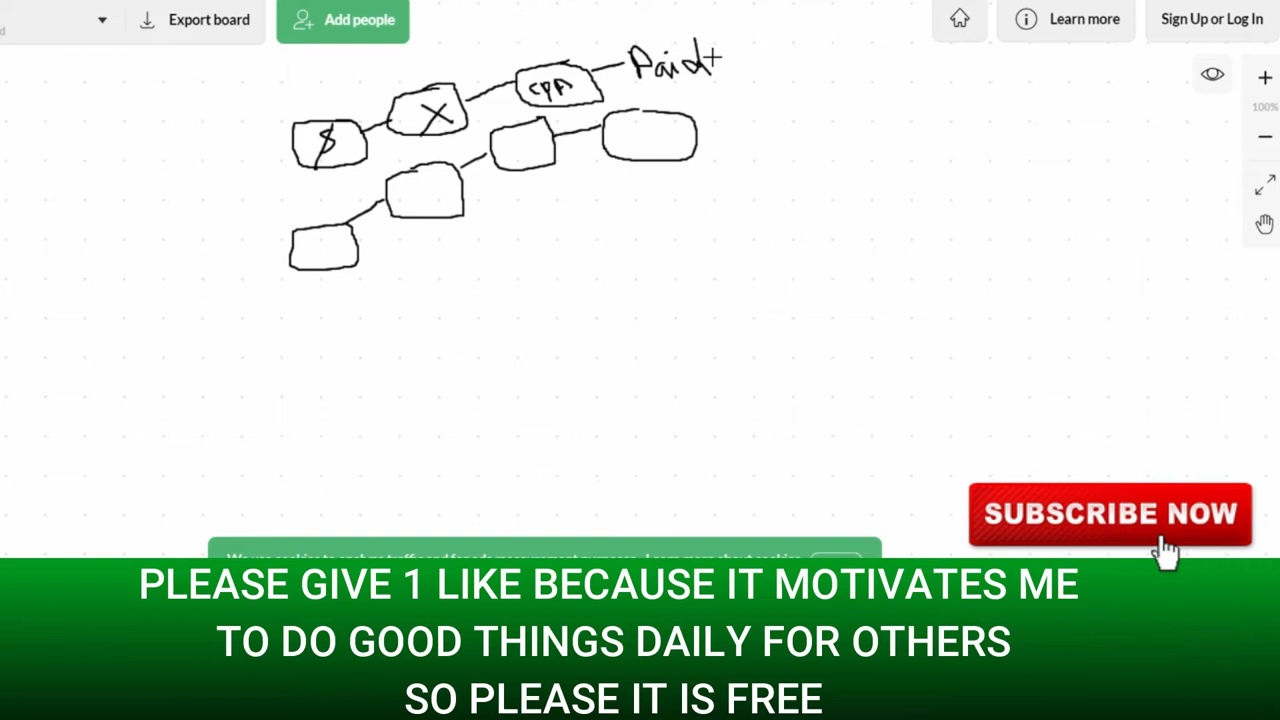 Export board
Add people
Learn more
Sign Up or Log In
100%
Paid
CPA
X
$
SUBSCRIBE NOW
PLEASE GIVE 1 LIKE BECAUSE IT MOTIVATES ME
TO DO GOOD THINGS DAILY FOR OTHERS
SO PLEASE IT IS FREE